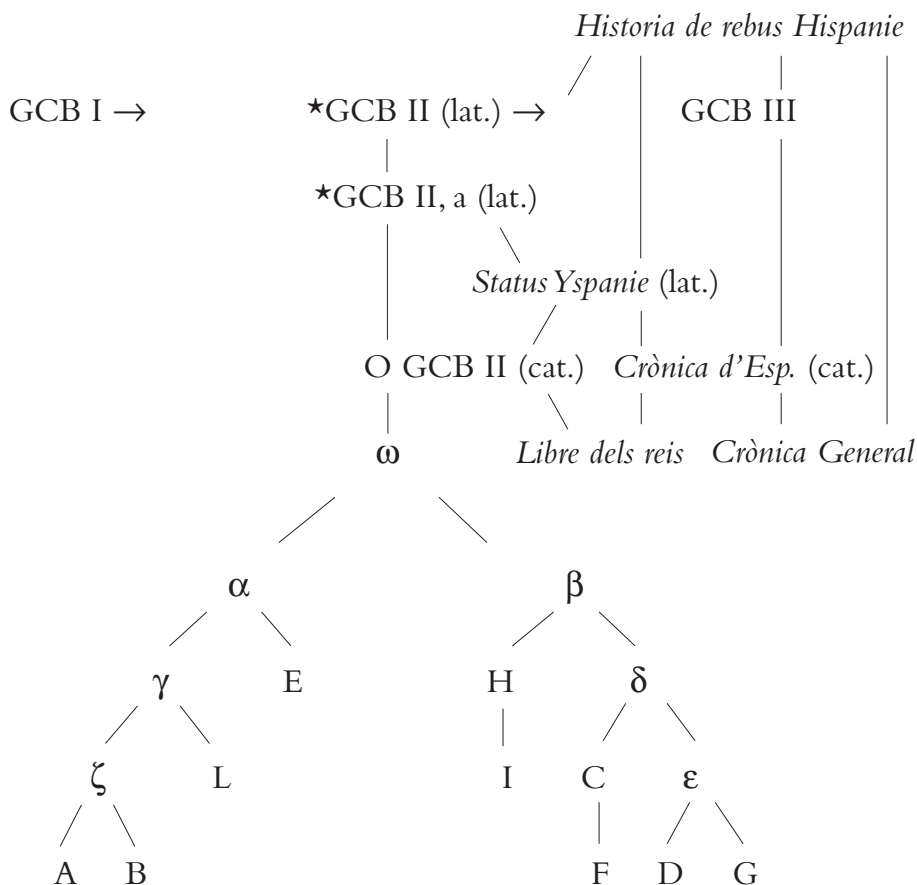 Historia de rebus Hispanie
GCB I → ★GCB II (lat.) → GCB III
★GCB II, a (lat.)
Status Yspanie (lat.)
O GCB II (cat.) Crònica d'Esp. (cat.)
ω Libre dels reis Crònica General
α β
γ E H δ
ζ L I C ε
A B F D G